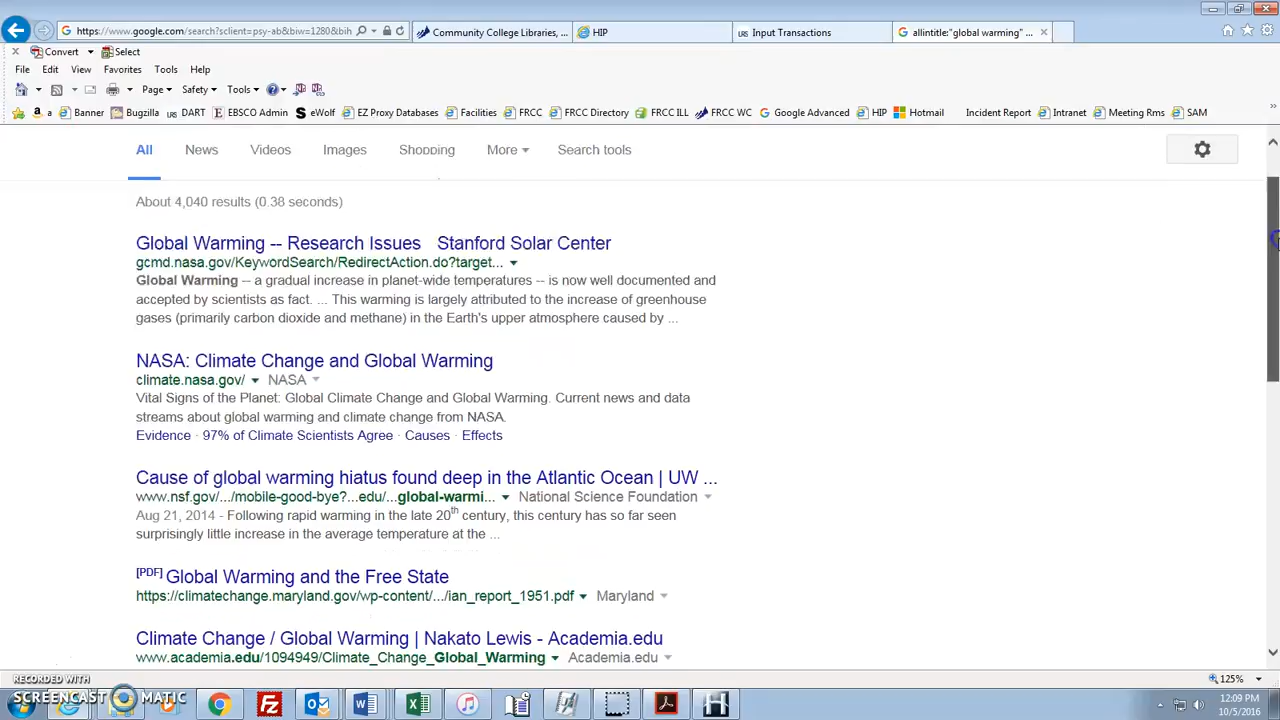 https://www.google.com/search?sclient=psy-ab&biw=1280&bih
Community College Libraries, ...
HIP
Input Transactions
allintitle:"global warming" ...
Convert
Select
File Edit View Favorites Tools Help
Page Safety Tools
a Banner Bugzilla DART EBSCO Admin eWolf EZ Proxy Databases Facilities FRCC FRCC Directory FRCC ILL FRCC WC Google Advanced HIP Hotmail Incident Report Intranet Meeting Rms SAM
All News Videos Images Shopping More Search tools
About 4,040 results (0.38 seconds)
Global Warming -- Research Issues Stanford Solar Center
gcmd.nasa.gov/KeywordSearch/RedirectAction.do?target...
Global Warming -- a gradual increase in planet-wide temperatures -- is now well documented and
accepted by scientists as fact. ... This warming is largely attributed to the increase of greenhouse
gases (primarily carbon dioxide and methane) in the Earth's upper atmosphere caused by ...
NASA: Climate Change and Global Warming
climate.nasa.gov/ NASA
Vital Signs of the Planet: Global Climate Change and Global Warming. Current news and data
streams about global warming and climate change from NASA.
Evidence · 97% of Climate Scientists Agree · Causes · Effects
Cause of global warming hiatus found deep in the Atlantic Ocean | UW ...
www.nsf.gov/.../mobile-good-bye?...edu/...global-warmi... National Science Foundation
Aug 21, 2014 - Following rapid warming in the late 20th century, this century has so far seen
surprisingly little increase in the average temperature at the ...
[PDF] Global Warming and the Free State
https://climatechange.maryland.gov/wp-content/.../ian_report_1951.pdf Maryland
Climate Change / Global Warming | Nakato Lewis - Academia.edu
www.academia.edu/1094949/Climate_Change_Global_Warming Academia.edu
125%
RECORDED WITH
SCREENCAST MATIC
12:09 PM
10/5/2016